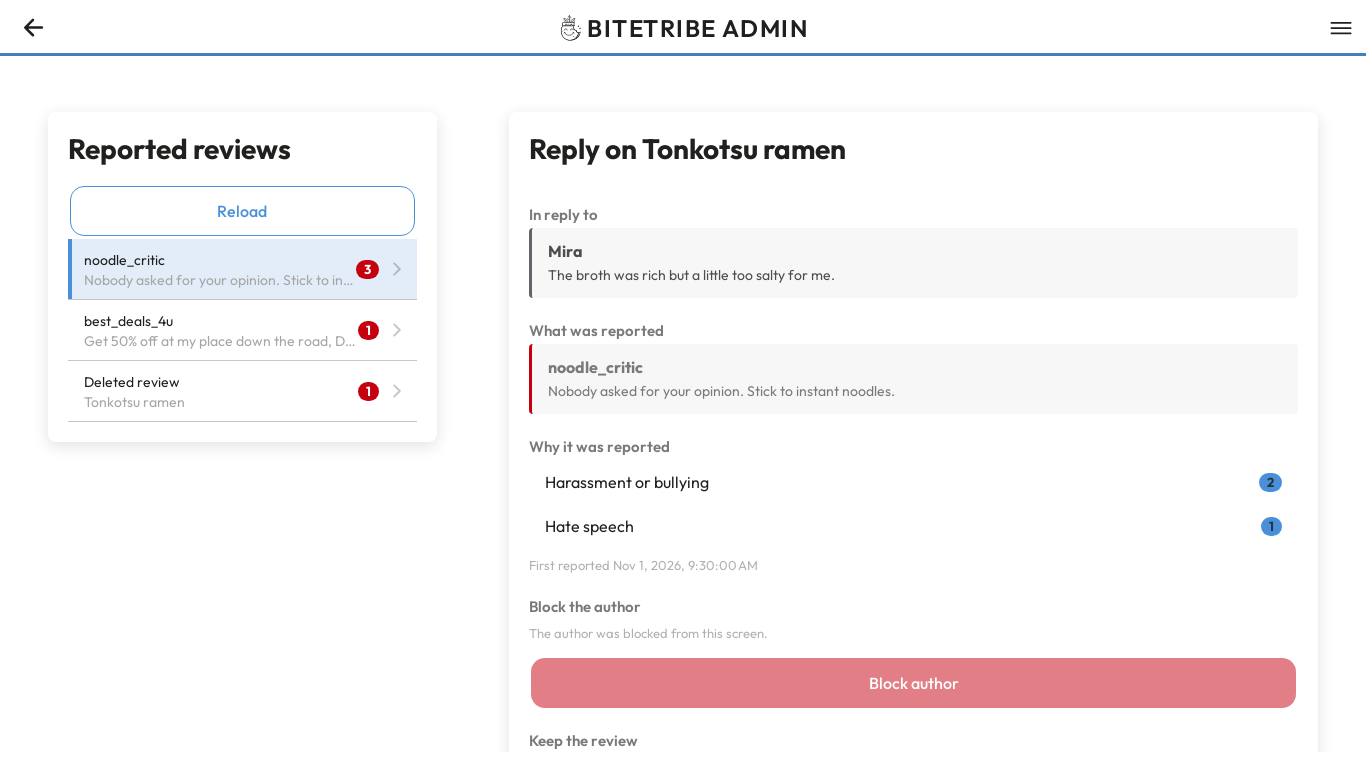 BITETRIBE ADMIN
Reported reviews
Reload
noodle_critic
Nobody asked for your opinion. Stick to in...
3
best_deals_4u
Get 50% off at my place down the road, D...
1
Deleted review
Tonkotsu ramen
1
Reply on Tonkotsu ramen
In reply to
Mira
The broth was rich but a little too salty for me.
What was reported
noodle_critic
Nobody asked for your opinion. Stick to instant noodles.
Why it was reported
Harassment or bullying 2
Hate speech 1
First reported Nov 1, 2026, 9:30:00 AM
Block the author
The author was blocked from this screen.
Block author
Keep the review